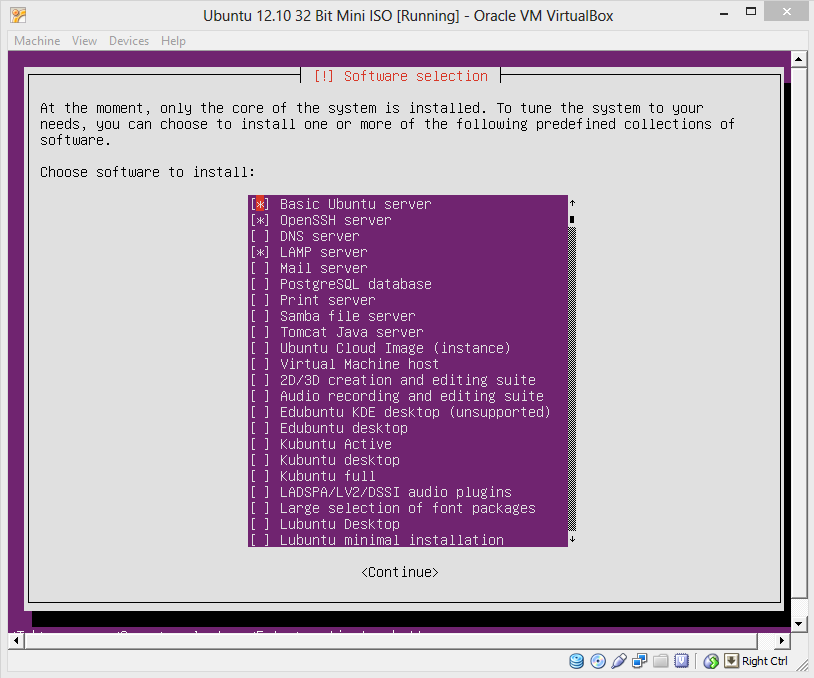 Ubuntu 12.10 32 Bit Mini ISO [Running] - Oracle VM VirtualBox
Machine View Devices Help
[!] Software selection
At the moment, only the core of the system is installed. To tune the system to your
needs, you can choose to install one or more of the following predefined collections of
software.
Choose software to install:
[*] Basic Ubuntu server
[*] OpenSSH server
[ ] DNS server
[*] LAMP server
[ ] Mail server
[ ] PostgreSQL database
[ ] Print server
[ ] Samba file server
[ ] Tomcat Java server
[ ] Ubuntu Cloud Image (instance)
[ ] Virtual Machine host
[ ] 2D/3D creation and editing suite
[ ] Audio recording and editing suite
[ ] Edubuntu KDE desktop (unsupported)
[ ] Edubuntu desktop
[ ] Kubuntu Active
[ ] Kubuntu desktop
[ ] Kubuntu full
[ ] LADSPA/LV2/DSSI audio plugins
[ ] Large selection of font packages
[ ] Lubuntu Desktop
[ ] Lubuntu minimal installation
<Continue>
Right Ctrl